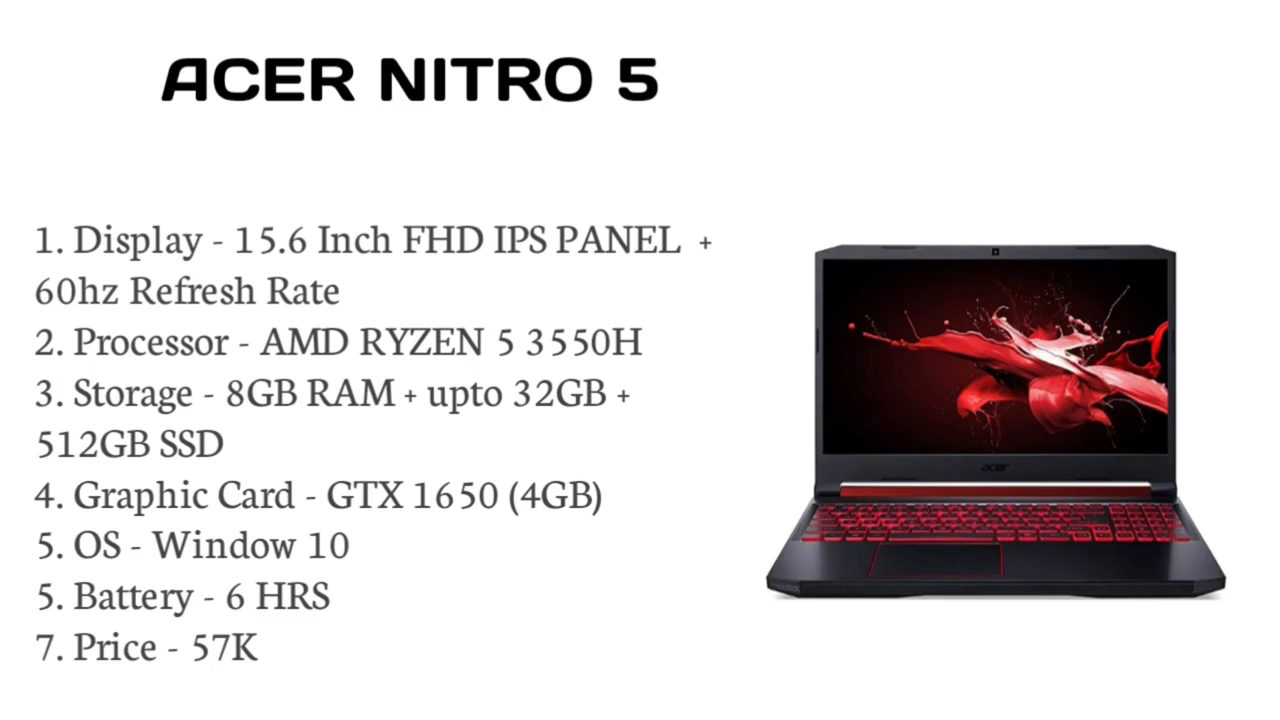 ACER NITRO 5
1. Display - 15.6 Inch FHD IPS PANEL +
60hz Refresh Rate
2. Processor - AMD RYZEN 5 3550H
3. Storage - 8GB RAM + upto 32GB +
512GB SSD
4. Graphic Card - GTX 1650 (4GB)
5. OS - Window 10
5. Battery - 6 HRS
7. Price - 57K
acer